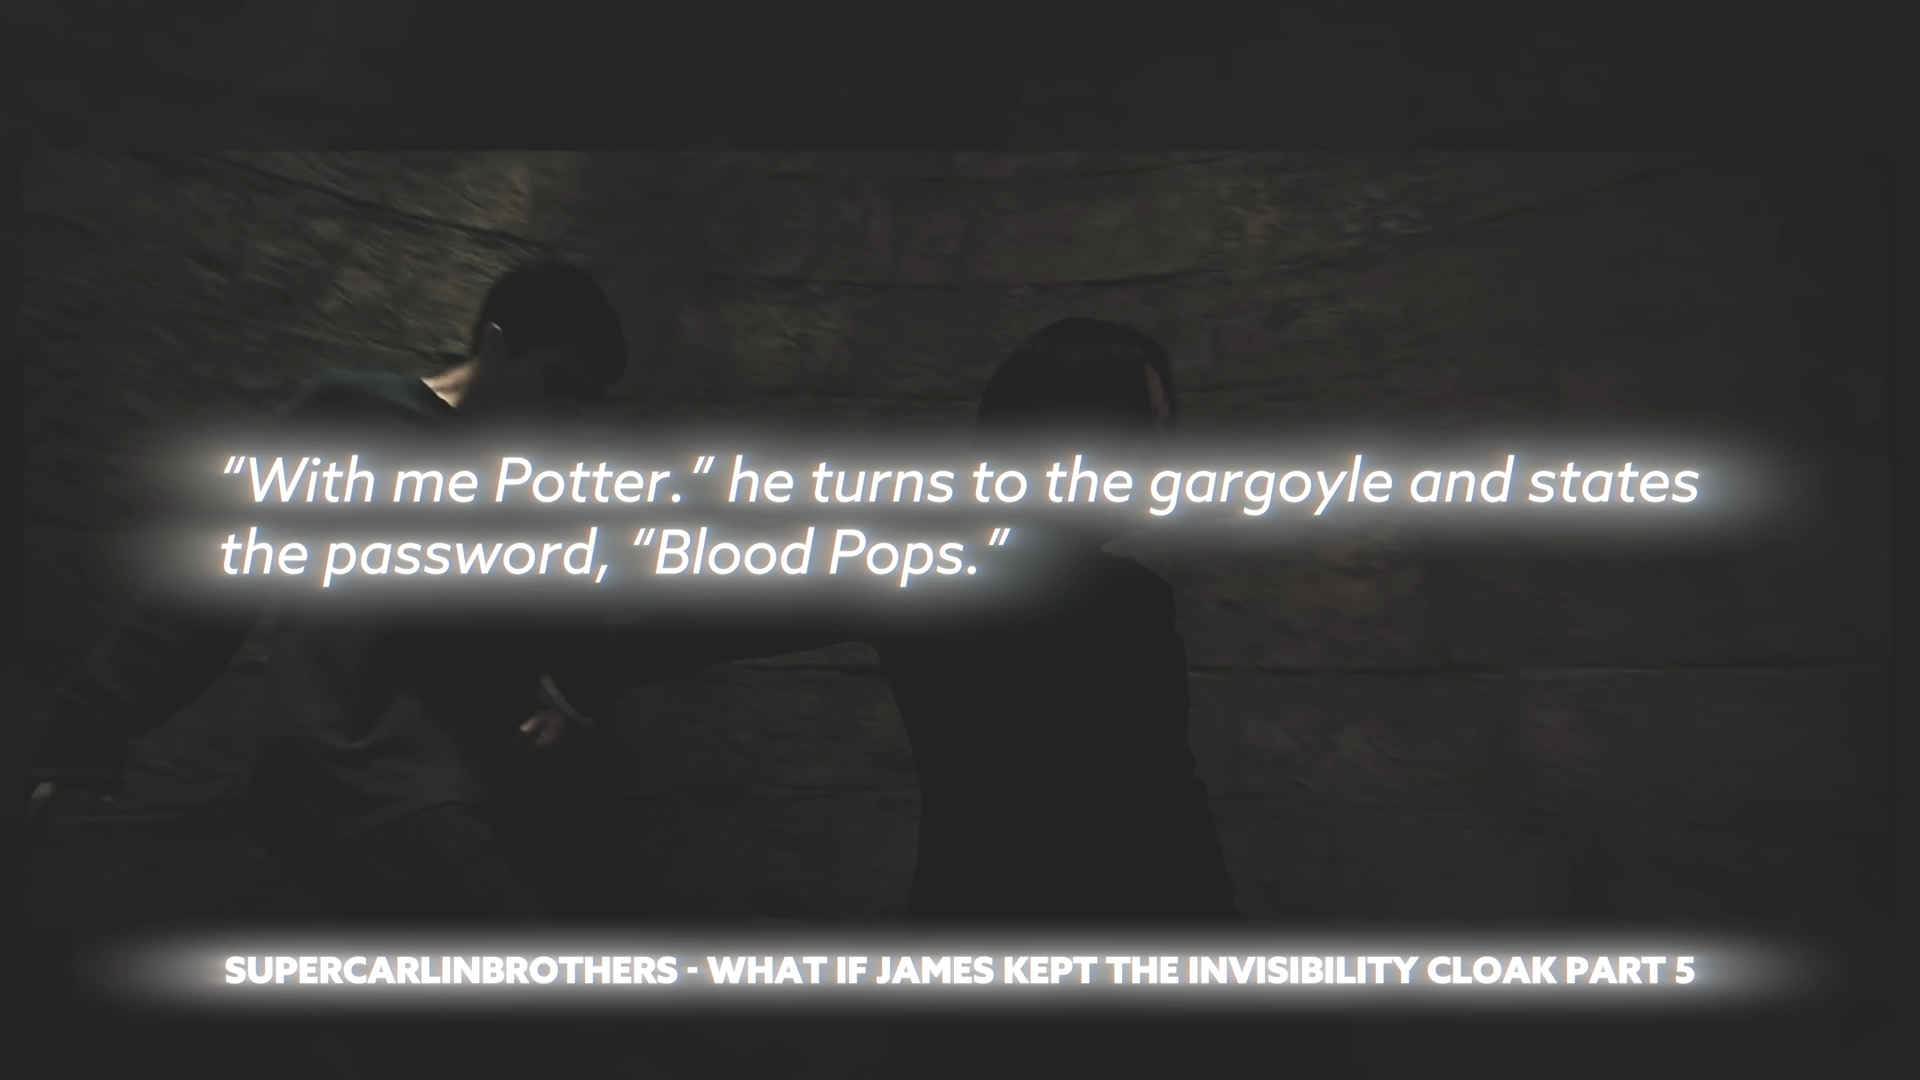 “With me Potter.” he turns to the gargoyle and states
the password, “Blood Pops.”
SUPERCARLINBROTHERS - WHAT IF JAMES KEPT THE INVISIBILITY CLOAK PART 5